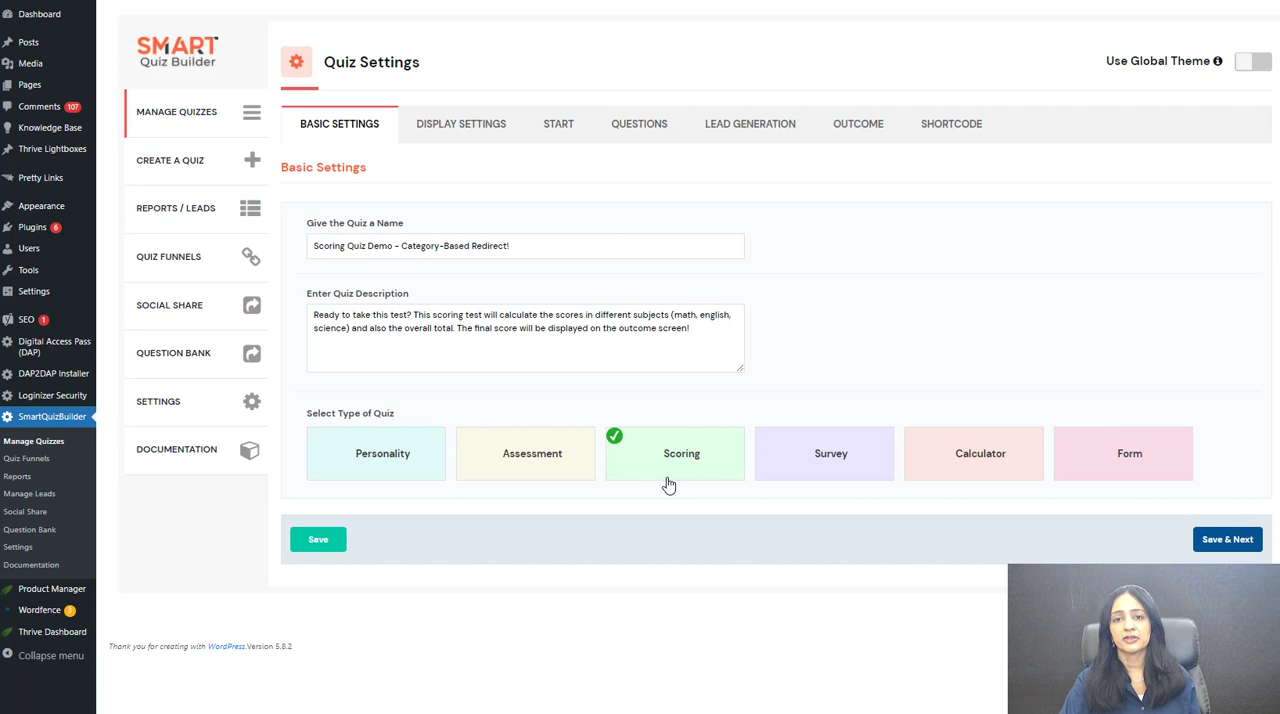 Dashboard
Posts
Media
Pages
Comments 107
Knowledge Base
Thrive Lightboxes
Pretty Links
Appearance
Plugins 6
Users
Tools
Settings
SEO 1
Digital Access Pass
(DAP)
DAP2DAP Installer
Loginizer Security
SmartQuizBuilder
Manage Quizzes
Quiz Funnels
Reports
Manage Leads
Social Share
Question Bank
Settings
Documentation
Product Manager
Wordfence 3
Thrive Dashboard
Collapse menu
SMART
Quiz Builder
MANAGE QUIZZES
CREATE A QUIZ
REPORTS / LEADS
QUIZ FUNNELS
SOCIAL SHARE
QUESTION BANK
SETTINGS
DOCUMENTATION
Quiz Settings
Use Global Theme
BASIC SETTINGS DISPLAY SETTINGS START QUESTIONS LEAD GENERATION OUTCOME SHORTCODE
Basic Settings
Give the Quiz a Name
Scoring Quiz Demo - Category-Based Redirect!
Enter Quiz Description
Ready to take this test? This scoring test will calculate the scores in different subjects (math, english,
science) and also the overall total. The final score will be displayed on the outcome screen!
Select Type of Quiz
Personality Assessment Scoring Survey Calculator Form
Save Save & Next
Thank you for creating with WordPress.Version 5.8.2